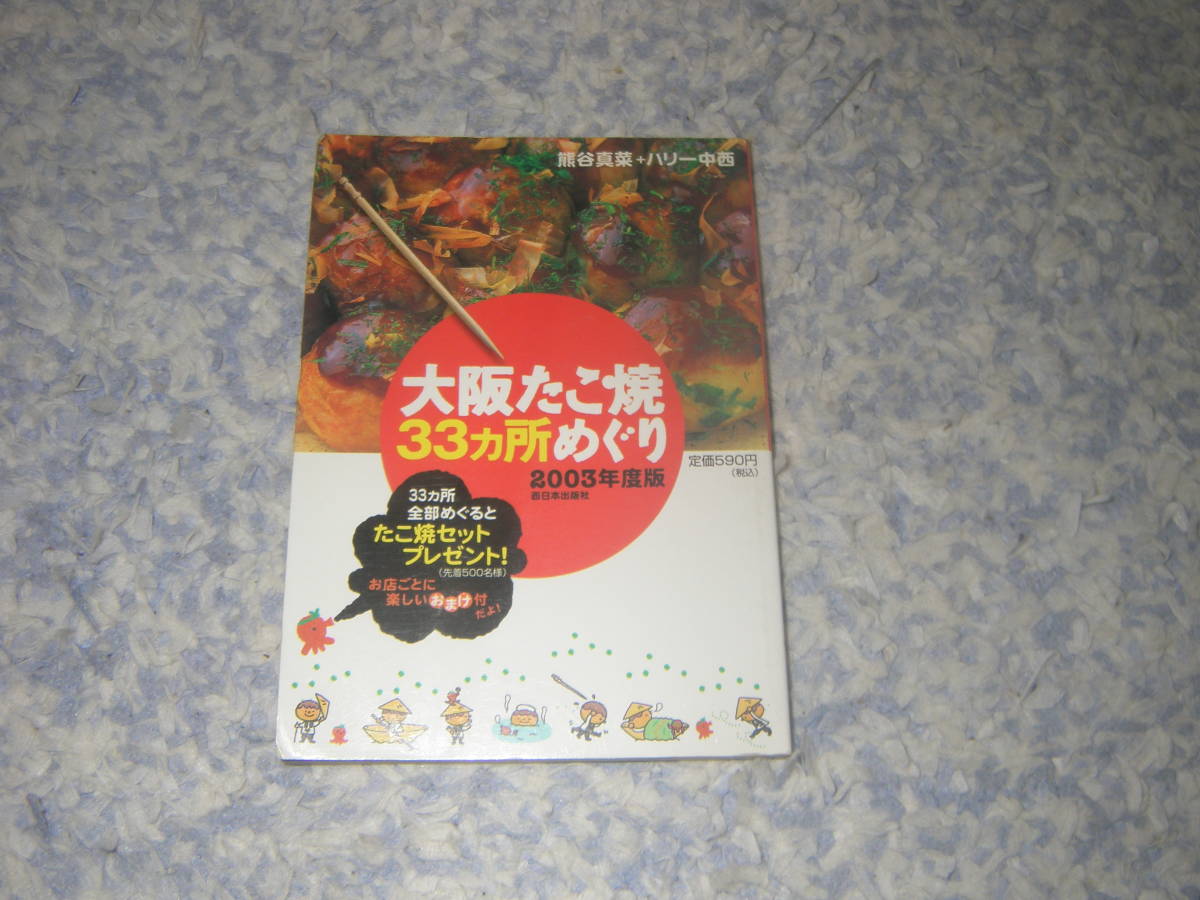 熊谷真菜+ハリー中西
大阪たこ焼
33ヵ所めぐり
2003年度版
西日本出版社
定価590円
(税込)
33ヵ所
全部めぐると
たこ焼セット
プレゼント!
(先着500名様)
お店ごとに
楽しいおまけ付
だよ!